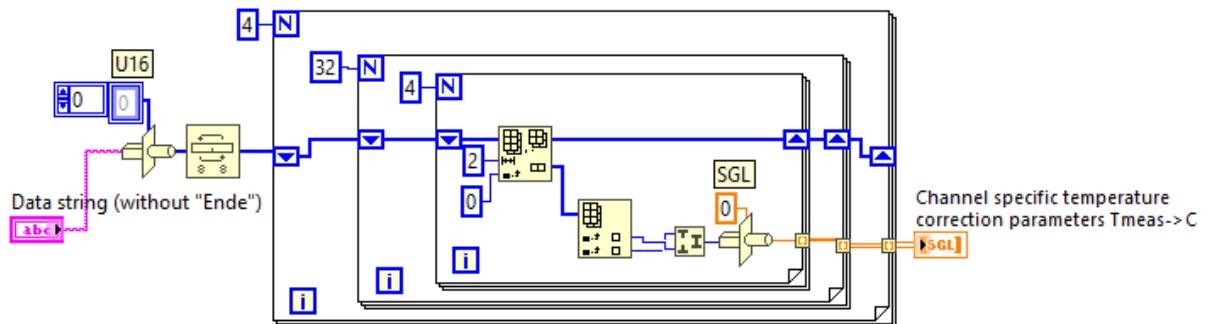 4
N
U16
32
N
0
0
4
N
2
0
SGL
0
Data string (without "Ende")
abc
Channel specific temperature
correction parameters Tmeas->C
SGL]
i
i
i